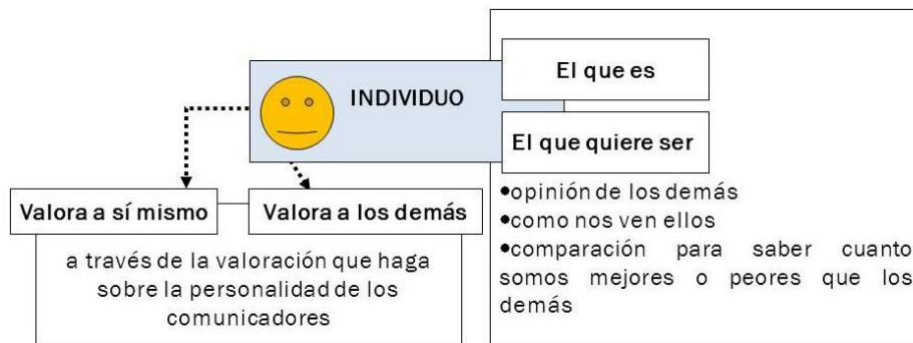 INDIVIDUO
El que es
El que quiere ser
•opinión de los demás
•como nos ven ellos
•comparación para saber cuanto
somos mejores o peores que los
demás
Valora a sí mismo
Valora a los demás
a través de la valoración que haga
sobre la personalidad de los
comunicadores